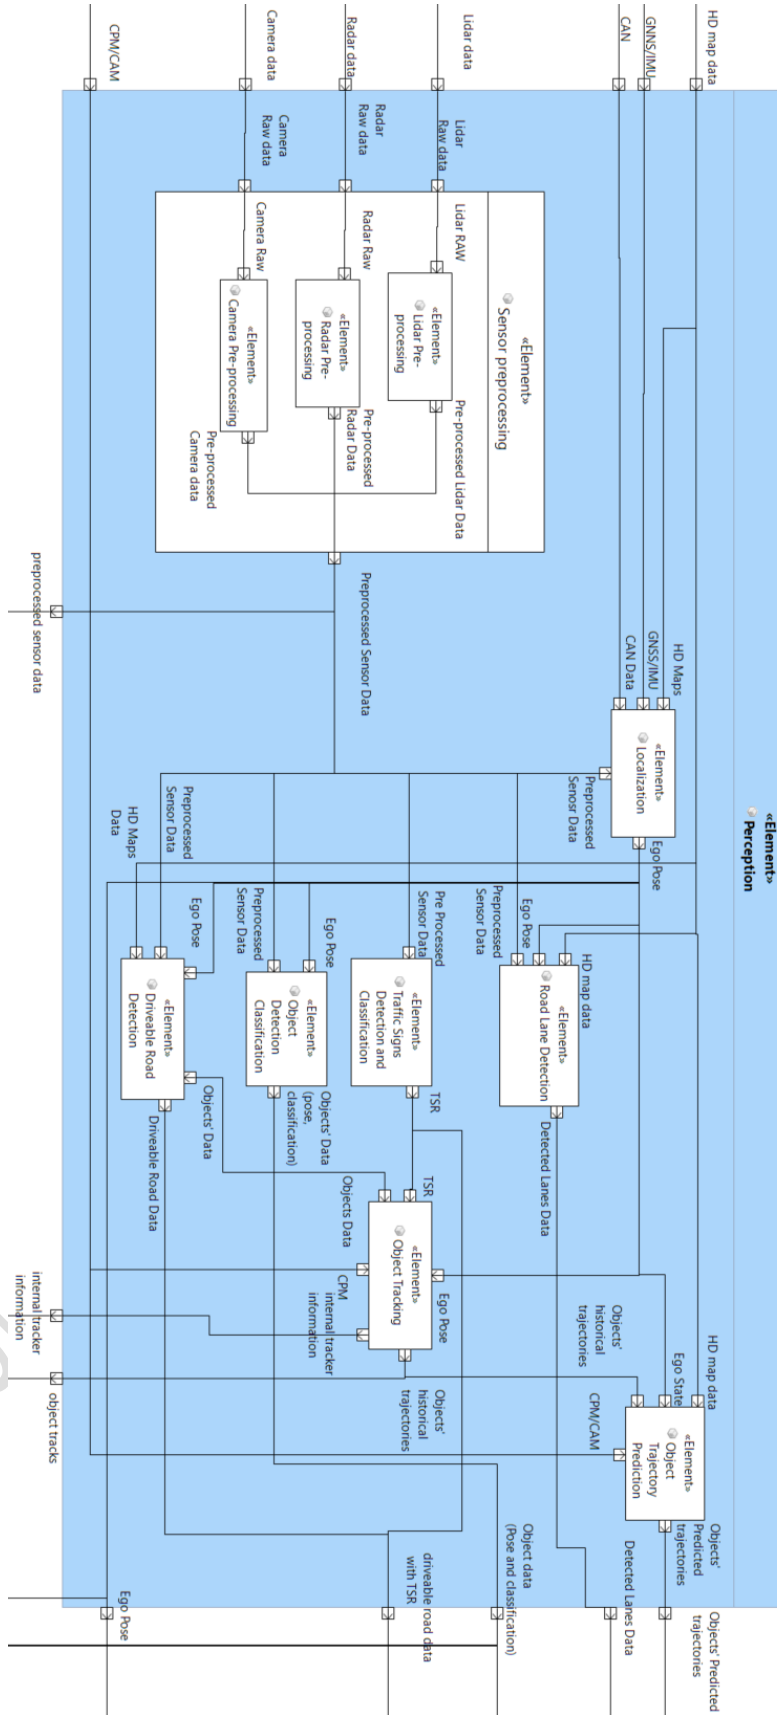 «Element»
Perception
HD map data
GNNS/IMU
CAN
Lidar data
Radar data
Camera data
CPM/CAM
Lidar
Raw data
Radar
Raw data
Camera
Raw data
«Element»
Sensor preprocessing
Lidar RAW
«Element»
Lidar Pre-
processing
Pre-processed Lidar Data
Radar Raw
«Element»
Radar Pre-
processing
Pre-processed
Radar Data
Camera Raw
«Element»
Camera Pre-processing
Pre-processed
Camera data
Preprocessed Sensor Data
preprocessed sensor data
HD Maps
GNSS/IMU
CAN Data
«Element»
Localization
Ego Pose
Preprocessed
Senosr Data
HD map data
Ego Pose
Preprocessed
Sensor Data
«Element»
Road Lane Detection
Detected Lanes Data
Pre Processed
Sensor Data
«Element»
Traffic Signs
Detection and
Classification
TSR
Ego Pose
Preprocessed
Sensor Data
«Element»
Object
Detection
Classification
Objects' Data
(pose,
classification)
Preprocessed
Sensor Data
HD Maps
Data
Ego Pose
«Element»
Driveable Road
Detection
Objects' Data
Driveable Road Data
TSR
Objects Data
«Element»
Object Tracking
Ego Pose
CPM
internal tracker
information
Objects'
historical
trajectories
internal tracker
information
object tracks
HD map data
Ego State
Objects'
historical
trajectories
CPM/CAM
«Element»
Object
Trajectory
Prediction
Objects'
Predicted
trajectories
Objects' Predicted
trajectories
Detected Lanes Data
Object data
(Pose and classification)
driveable road data
with TSR
Ego Pose